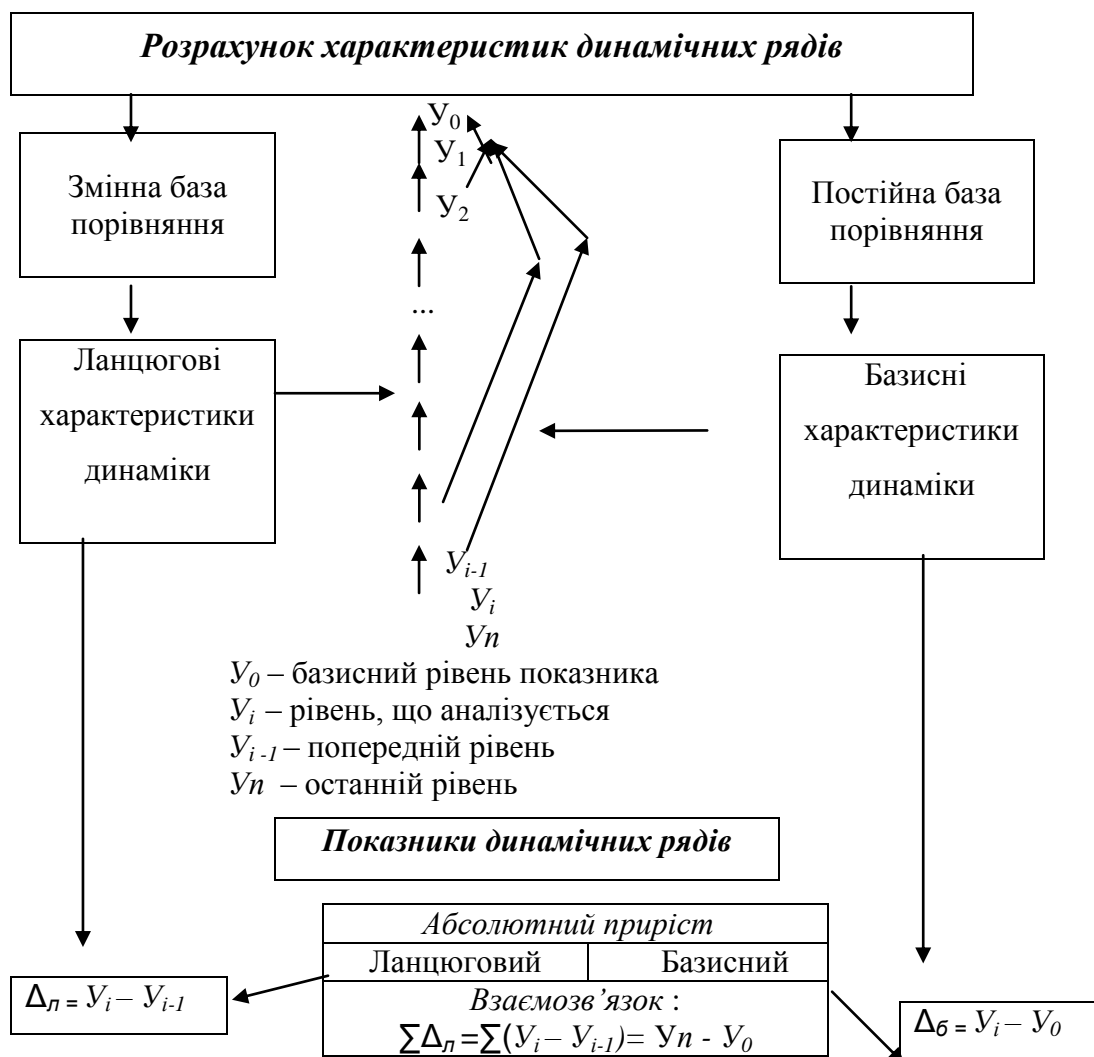 Розрахунок характеристик динамічних рядів
Змінна база
порівняння
У₀
У₁
У₂
...
Постійна база
порівняння
Ланцюгові
характеристики
динаміки
Базисні
характеристики
динаміки
Уᵢ₋₁
Уᵢ
Уn
У₀ – базисний рівень показника
Уᵢ – рівень, що аналізується
Уᵢ ₋₁ – попередній рівень
Уn – останній рівень
Показники динамічних рядів
Абсолютний приріст
Ланцюговий Базисний
Взаємозв’язок :
∑Δл =∑(Уᵢ – Уᵢ₋₁)= Уn - У₀
Δл = Уᵢ – Уᵢ₋₁
Δб = Уᵢ – У₀